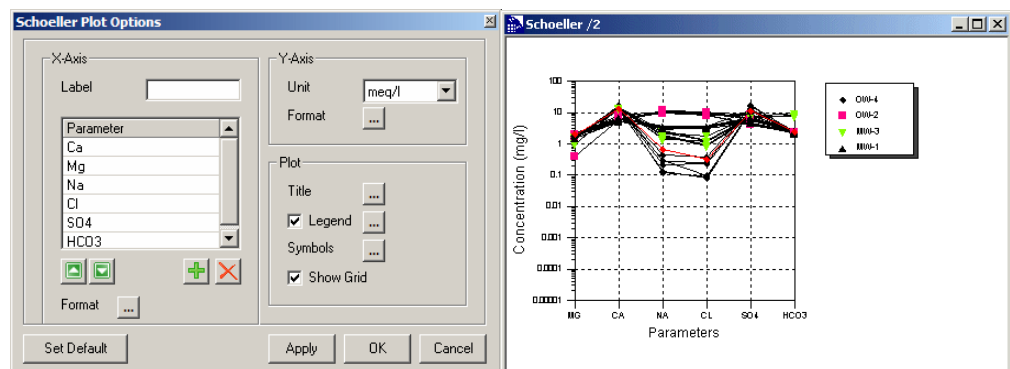 Schoeller Plot Options
X-Axis
Label
Parameter
Ca
Mg
Na
Cl
SO4
HCO3
Format ...
Y-Axis
Unit meq/l
Format ...
Plot
Title ...
Legend ...
Symbols ...
Show Grid
Set Default
Apply
OK
Cancel
Schoeller /2
Concentration (mg/l)
100
10
1
0.1
0.01
0.001
0.0001
0.00001
MG CA NA CL SO4 HCO3
Parameters
OW-4
OW-2
MW-3
MW-1